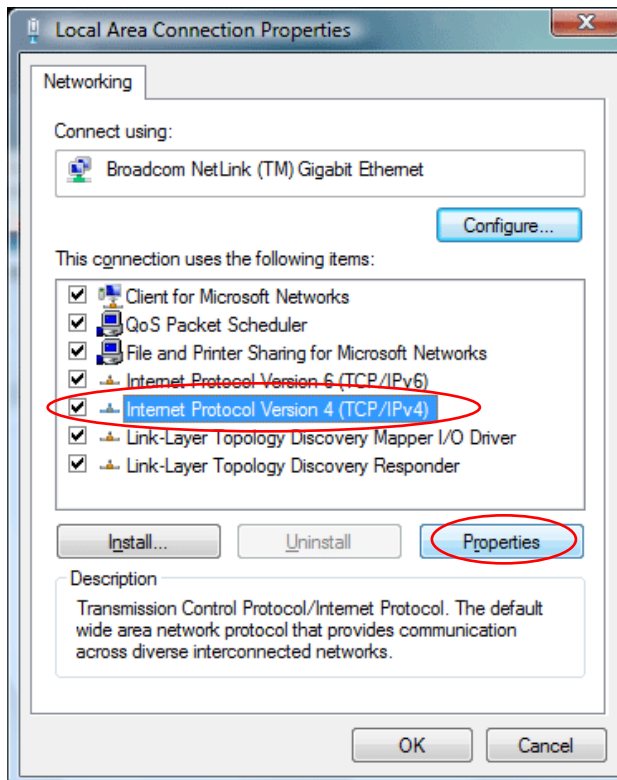 Local Area Connection Properties
Networking
Connect using:
Broadcom NetLink (TM) Gigabit Ethernet
Configure...
This connection uses the following items:
Client for Microsoft Networks
QoS Packet Scheduler
File and Printer Sharing for Microsoft Networks
Internet Protocol Version 6 (TCP/IPv6)
Internet Protocol Version 4 (TCP/IPv4)
Link-Layer Topology Discovery Mapper I/O Driver
Link-Layer Topology Discovery Responder
Install... Uninstall Properties
Description
Transmission Control Protocol/Internet Protocol. The default
wide area network protocol that provides communication
across diverse interconnected networks.
OK Cancel